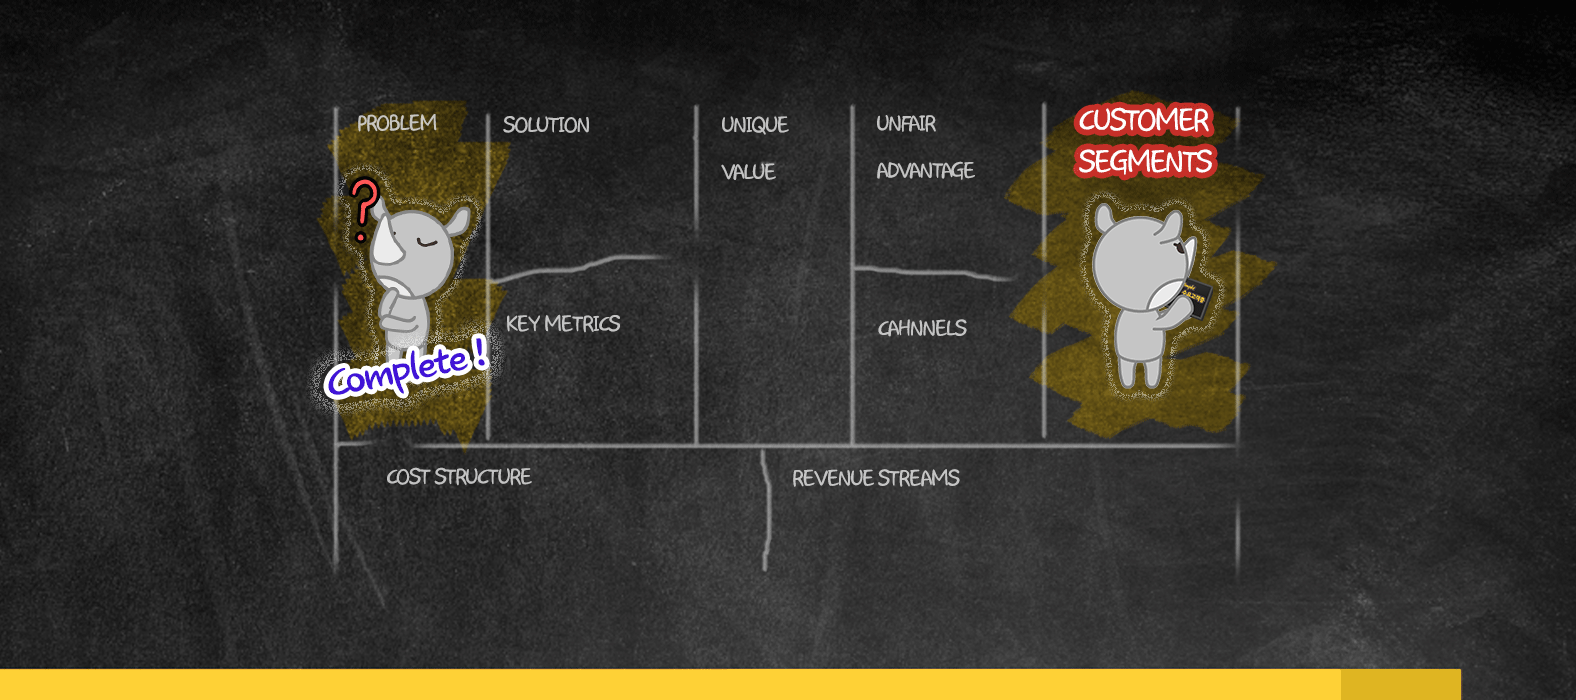 PROBLEM
SOLUTION
UNIQUE
VALUE
UNFAIR
ADVANTAGE
CUSTOMER
SEGMENTS
?
KEY METRICS
CAHNNELS
Complete !
COST STRUCTURE
REVENUE STREAMS